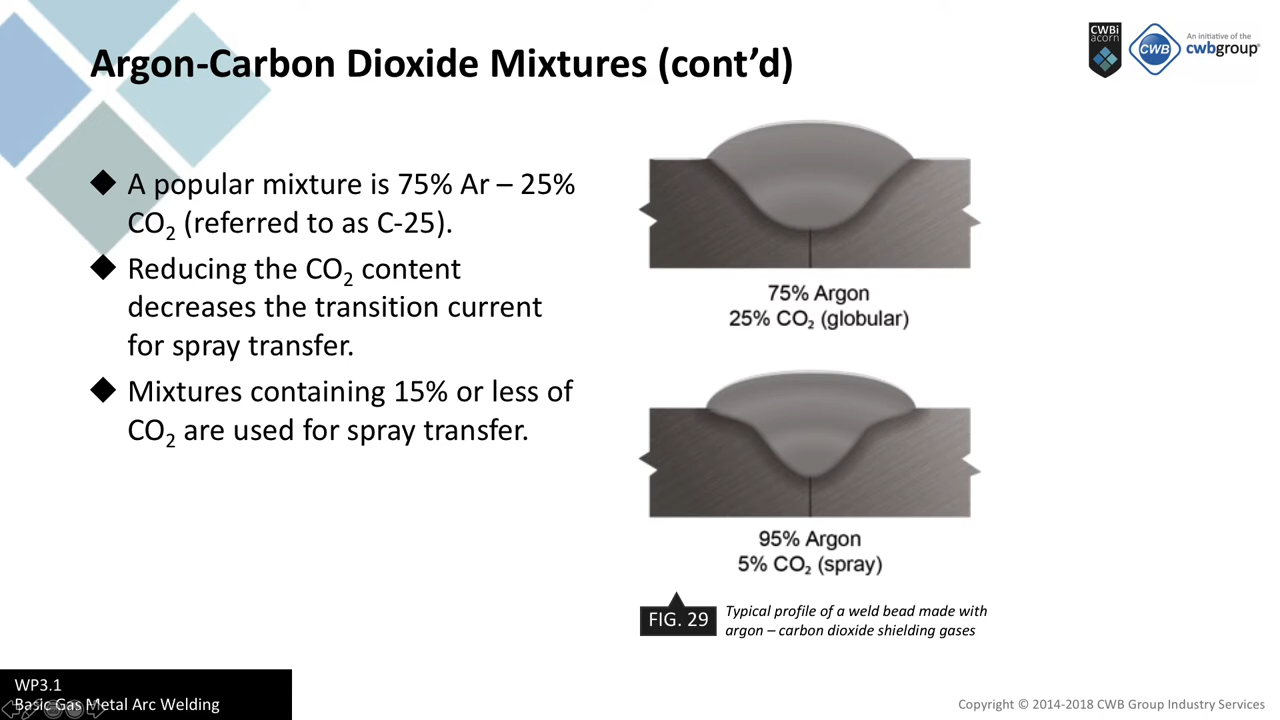 Argon-Carbon Dioxide Mixtures (cont’d)
CWBi
acorn
CWB
An initiative of the
cwbgroup®
◆ A popular mixture is 75% Ar – 25%
CO₂ (referred to as C-25).
◆ Reducing the CO₂ content
decreases the transition current
for spray transfer.
◆ Mixtures containing 15% or less of
CO₂ are used for spray transfer.
75% Argon
25% CO₂ (globular)
95% Argon
5% CO₂ (spray)
FIG. 29
Typical profile of a weld bead made with
argon – carbon dioxide shielding gases
WP3.1
Basic Gas Metal Arc Welding
Copyright © 2014-2018 CWB Group Industry Services